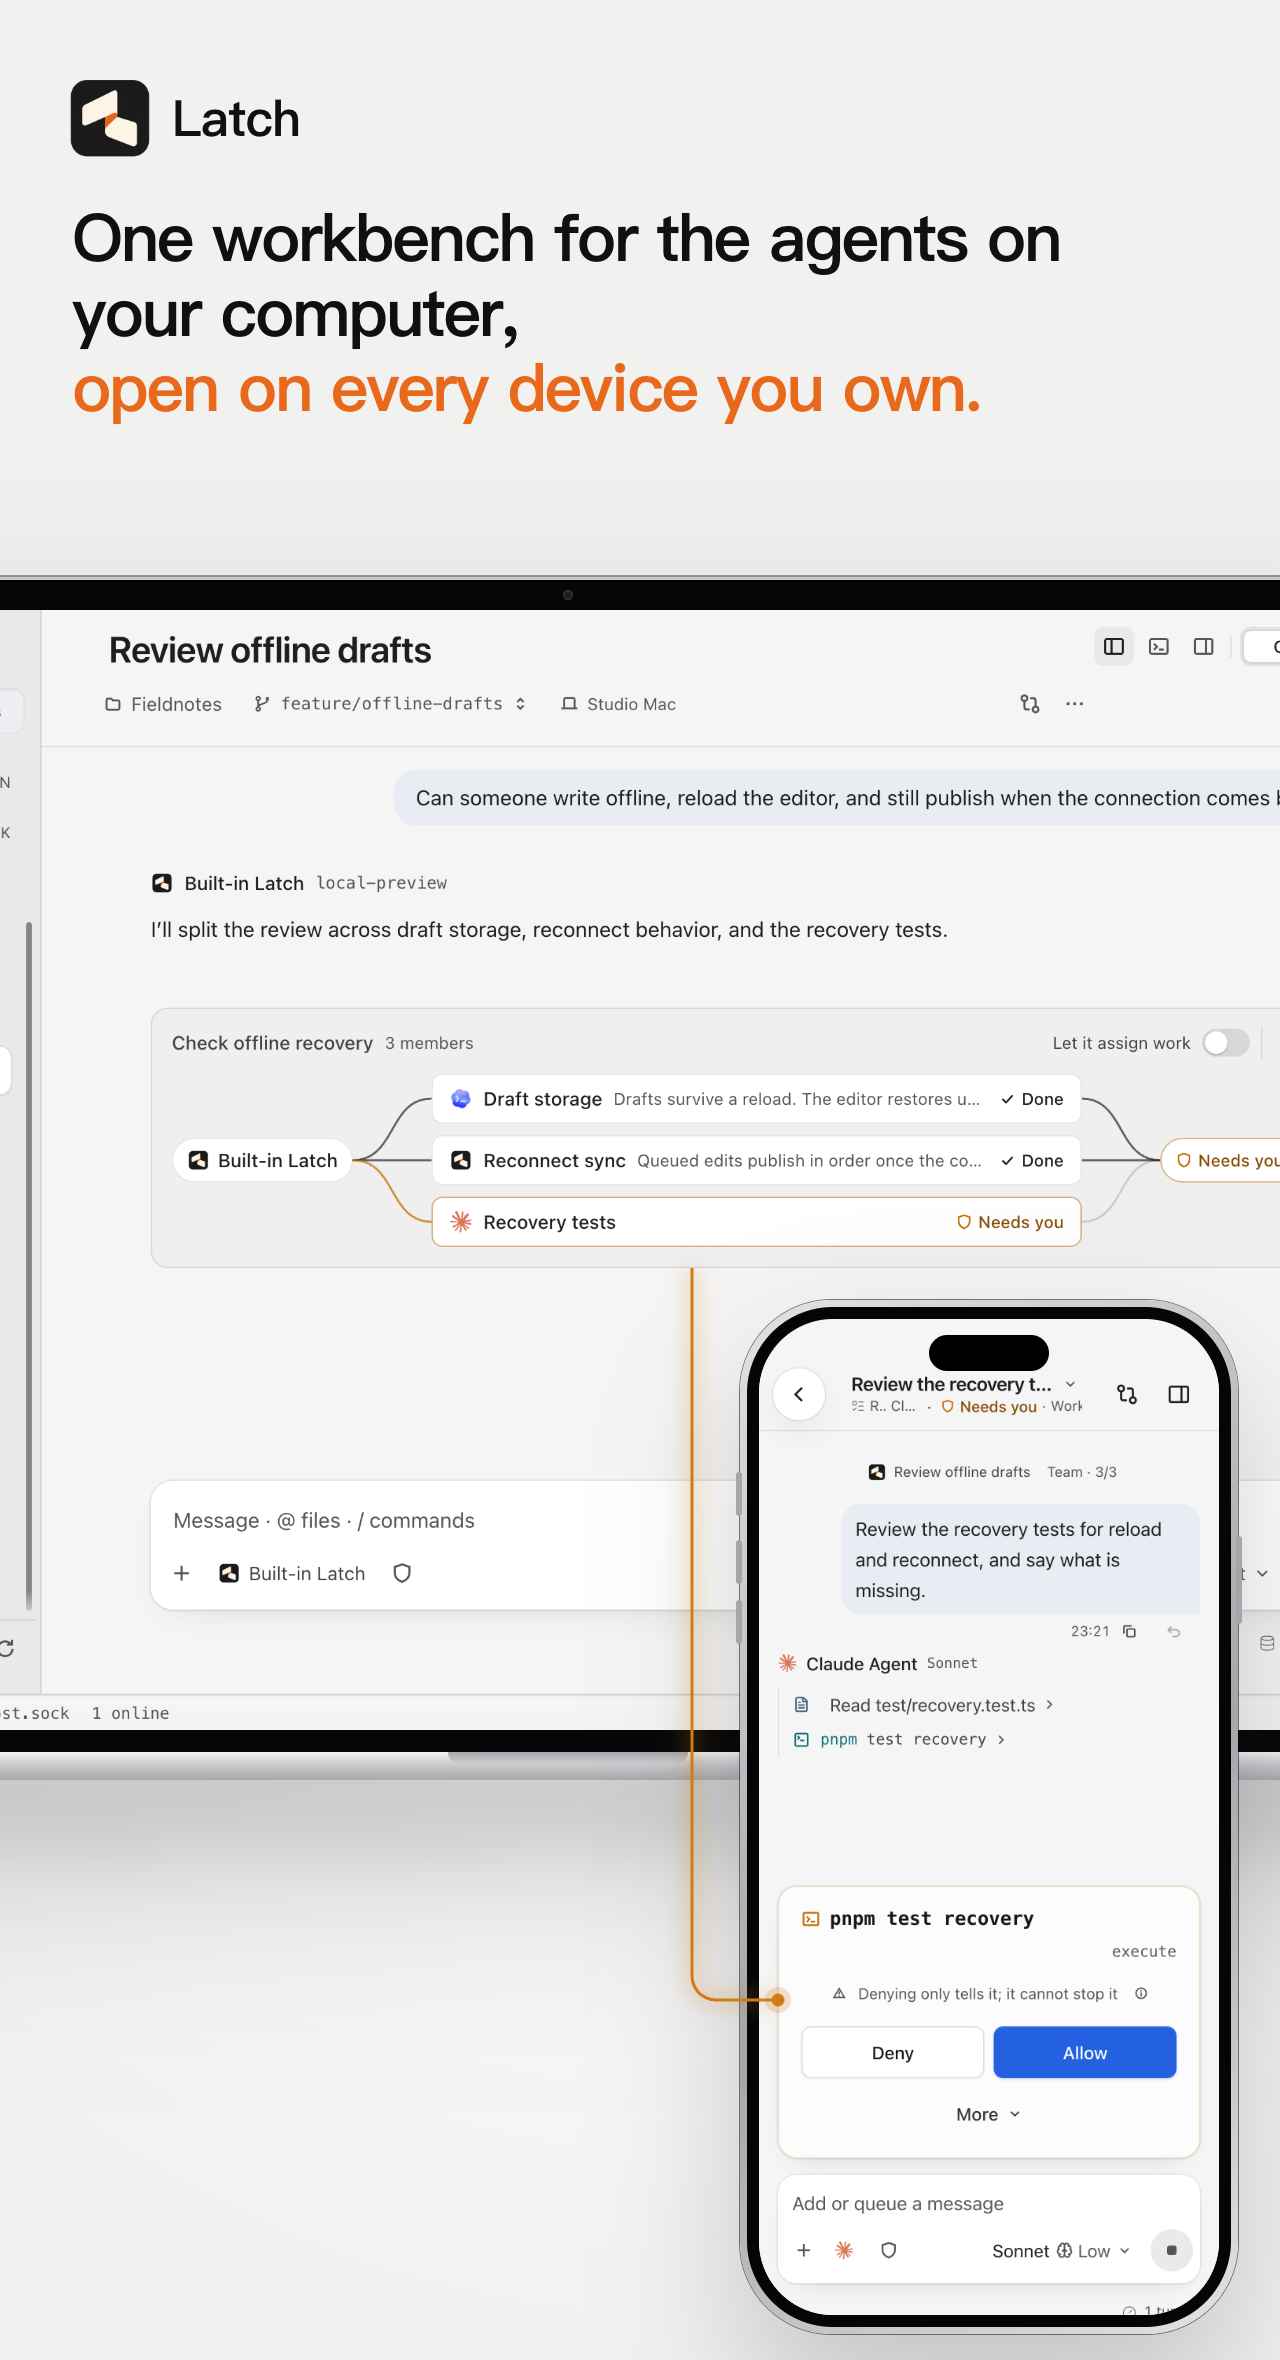 Latch
One workbench for the agents on
your computer,
open on every device you own.
Review offline drafts
Fieldnotes feature/offline-drafts Studio Mac
Can someone write offline, reload the editor, and still publish when the connection comes
Built-in Latch local-preview
I'll split the review across draft storage, reconnect behavior, and the recovery tests.
Check offline recovery 3 members Let it assign work
Draft storage Drafts survive a reload. The editor restores u... Done
Built-in Latch
Reconnect sync Queued edits publish in order once the co... Done
Needs you
Recovery tests Needs you
Message · @ files · / commands
+ Built-in Latch
st.sock 1 online
Review the recovery t...
R.. Cl... · Needs you · Work
Review offline drafts Team · 3/3
Review the recovery tests for reload
and reconnect, and say what is
missing.
23:21
Claude Agent Sonnet
Read test/recovery.test.ts
pnpm test recovery
pnpm test recovery
execute
Denying only tells it; it cannot stop it
Deny Allow
More
Add or queue a message
+ Sonnet Low